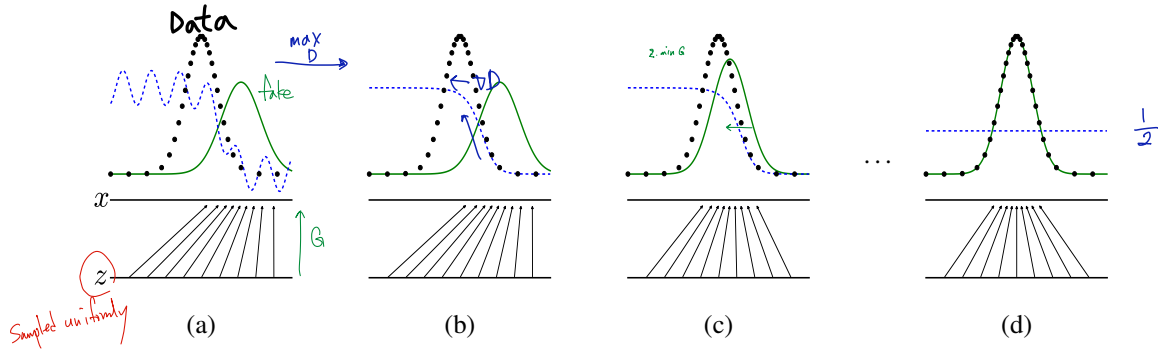 Data
max
D
fake
∇D
2. min G
1
2
...
x
G
z
Sampled uniformly
(a)
(b)
(c)
(d)